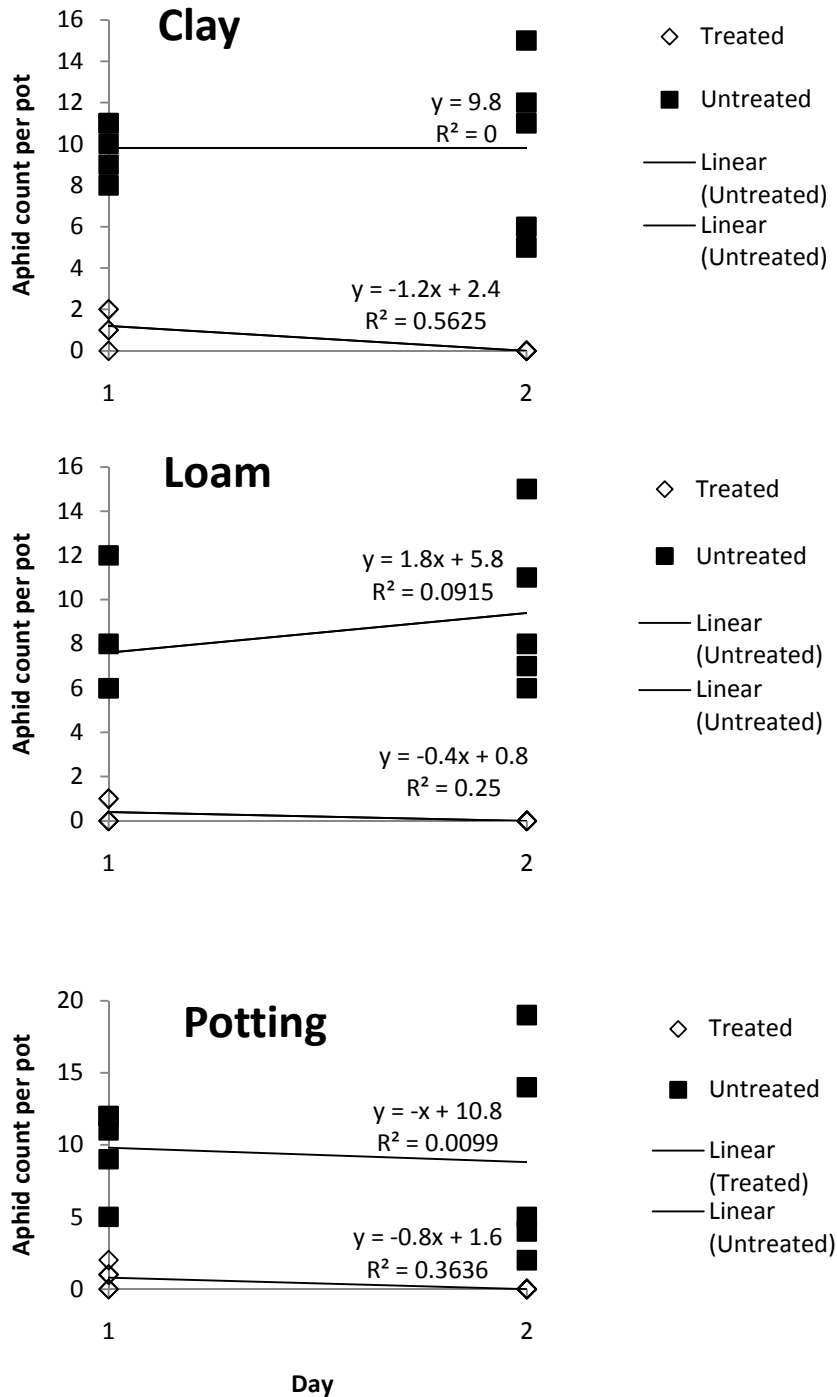 Clay
16
14
12
10
8
6
4
2
0
Aphid count per pot
y = 9.8
R² = 0
y = -1.2x + 2.4
R² = 0.5625
1
2
Treated
Untreated
Linear
(Untreated)
Linear
(Untreated)
Loam
16
14
12
10
8
6
4
2
0
Aphid count per pot
y = 1.8x + 5.8
R² = 0.0915
y = -0.4x + 0.8
R² = 0.25
1
2
Treated
Untreated
Linear
(Untreated)
Linear
(Untreated)
Potting
20
15
10
5
0
Aphid count per pot
y = -x + 10.8
R² = 0.0099
y = -0.8x + 1.6
R² = 0.3636
1
2
Day
Treated
Untreated
Linear
(Treated)
Linear
(Untreated)